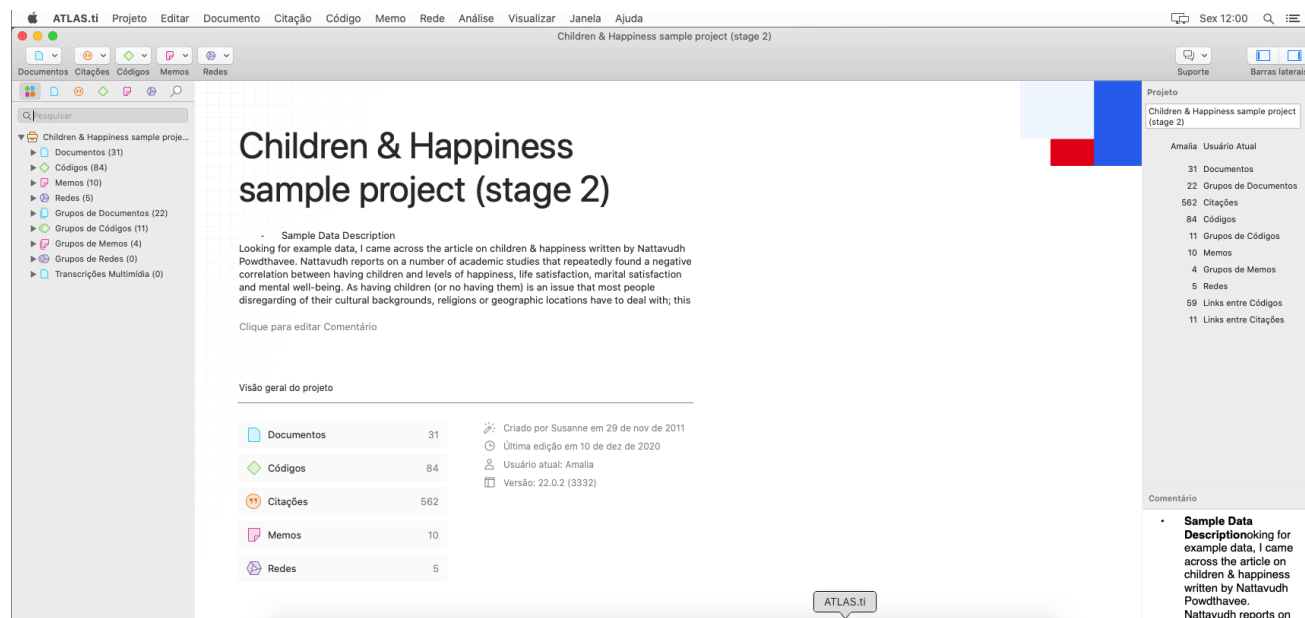 ATLAS.ti Projeto Editar Documento Citação Código Memo Rede Análise Visualizar Janela Ajuda Sex 12:00
Children & Happiness sample project (stage 2)
Documentos Citações Códigos Memos Redes Suporte Barras laterais
Pesquisar
Children & Happiness sample proje...
Documentos (31)
Códigos (84)
Memos (10)
Redes (5)
Grupos de Documentos (22)
Grupos de Códigos (11)
Grupos de Memos (4)
Grupos de Redes (0)
Transcrições Multimídia (0)
Children & Happiness
sample project (stage 2)
- Sample Data Description
Looking for example data, I came across the article on children & happiness written by Nattavudh
Powdthavee. Nattavudh reports on a number of academic studies that repeatedly found a negative
correlation between having children and levels of happiness, life satisfaction, marital satisfaction
and mental well-being. As having children (or no having them) is an issue that most people
disregarding of their cultural backgrounds, religions or geographic locations have to deal with; this
Clique para editar Comentário
Visão geral do projeto
Documentos 31
Códigos 84
Citações 562
Memos 10
Redes 5
Criado por Susanne em 29 de nov de 2011
Última edição em 10 de dez de 2020
Usuário atual: Amalia
Versão: 22.0.2 (3332)
ATLAS.ti
Projeto
Children & Happiness sample project
(stage 2)
Amalia Usuário Atual
31 Documentos
22 Grupos de Documentos
562 Citações
84 Códigos
11 Grupos de Códigos
10 Memos
4 Grupos de Memos
5 Redes
59 Links entre Códigos
11 Links entre Citações
Comentário
• Sample Data
Descriptionoking for
example data, I came
across the article on
children & happiness
written by Nattavudh
Powdthavee.
Nattavudh reports on